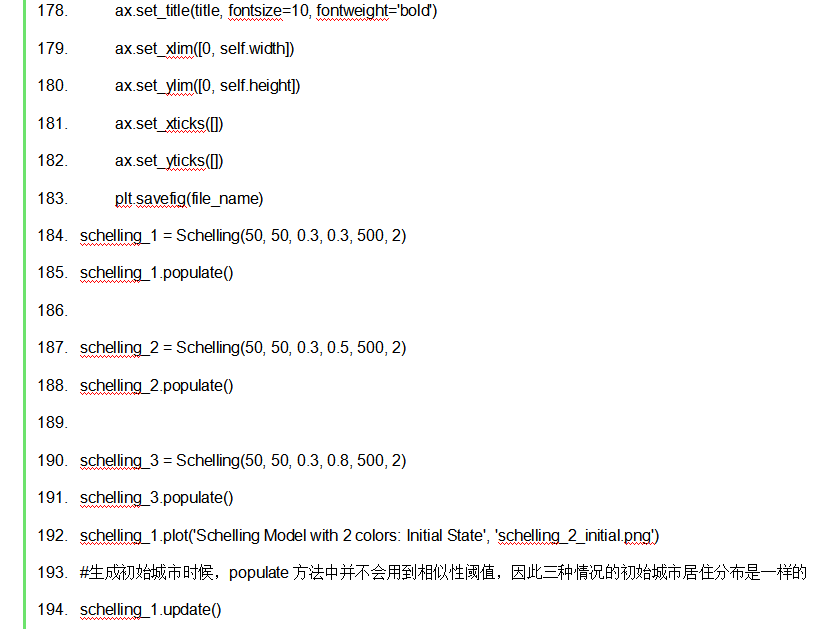 178. ax.set_title(title, fontsize=10, fontweight='bold')
179. ax.set_xlim([0, self.width])
180. ax.set_ylim([0, self.height])
181. ax.set_xticks([])
182. ax.set_yticks([])
183. plt.savefig(file_name)
184. schelling_1 = Schelling(50, 50, 0.3, 0.3, 500, 2)
185. schelling_1.populate()
186.
187. schelling_2 = Schelling(50, 50, 0.3, 0.5, 500, 2)
188. schelling_2.populate()
189.
190. schelling_3 = Schelling(50, 50, 0.3, 0.8, 500, 2)
191. schelling_3.populate()
192. schelling_1.plot('Schelling Model with 2 colors: Initial State', 'schelling_2_initial.png')
193. #生成初始城市时候，populate 方法中并不会用到相似性阈值，因此三种情况的初始城市居住分布是一样的
194. schelling_1.update()